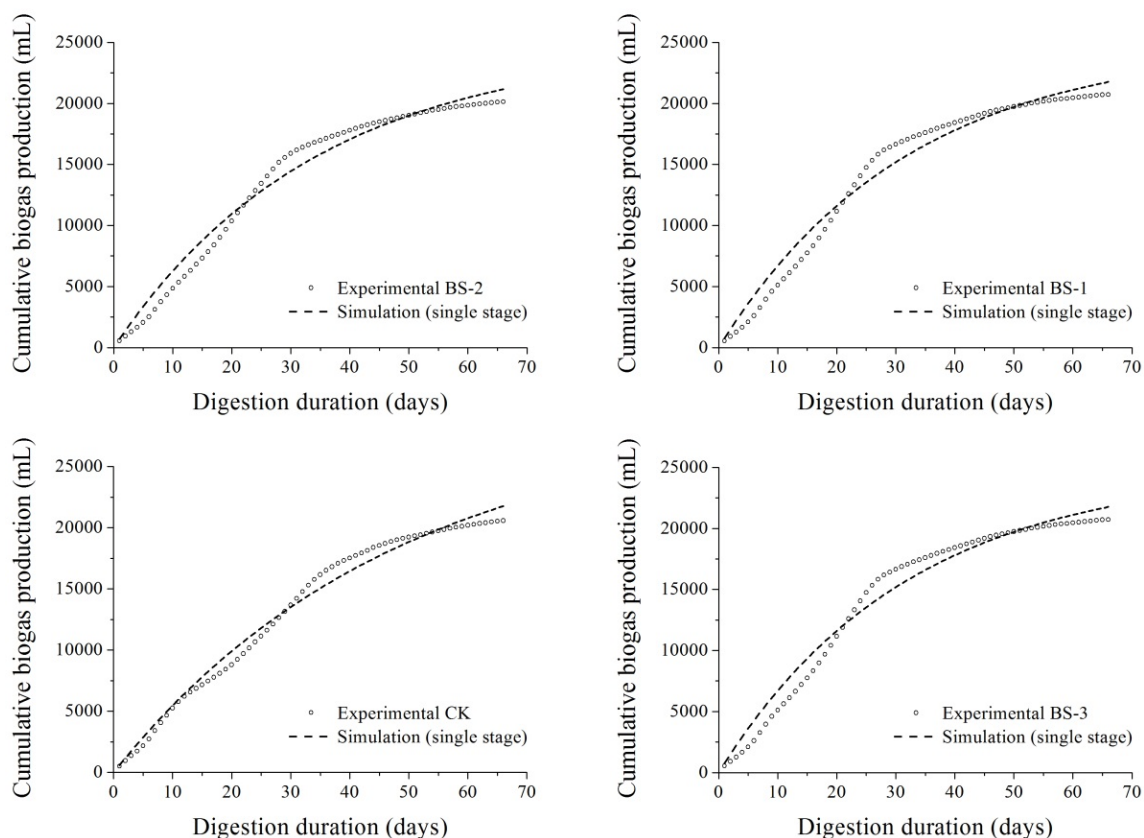 Cumulative biogas production (mL)
25000
20000
15000
10000
5000
0
Experimental BS-2
Simulation (single stage)
0 10 20 30 40 50 60 70
Digestion duration (days)
Cumulative biogas production (mL)
25000
20000
15000
10000
5000
0
Experimental BS-1
Simulation (single stage)
0 10 20 30 40 50 60 70
Digestion duration (days)
Cumulative biogas production (mL)
25000
20000
15000
10000
5000
0
Experimental CK
Simulation (single stage)
0 10 20 30 40 50 60 70
Digestion duration (days)
Cumulative biogas production (mL)
25000
20000
15000
10000
5000
0
Experimental BS-3
Simulation (single stage)
0 10 20 30 40 50 60 70
Digestion duration (days)